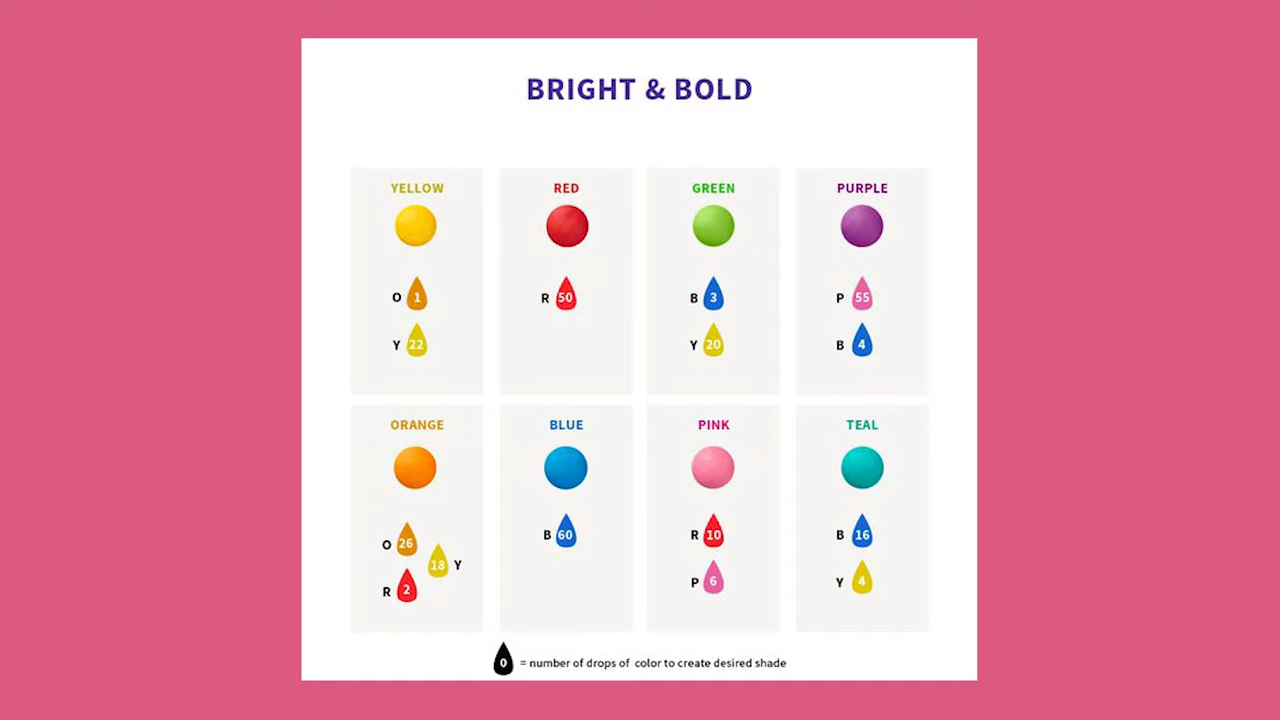 BRIGHT & BOLD
YELLOW
O 1
Y 22
RED
R 50
GREEN
B 3
Y 20
PURPLE
P 55
B 4
ORANGE
O 26
18 Y
R 2
BLUE
B 60
PINK
R 10
P 6
TEAL
B 16
Y 4
0 = number of drops of color to create desired shade